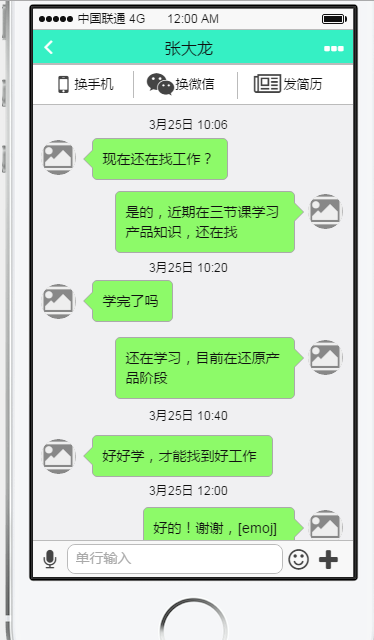 中国联通 4G 12:00 AM
张大龙
换手机 换微信 发简历
3月25日 10:06
现在还在找工作？
是的，近期在三节课学习
产品知识，还在找
3月25日 10:20
学完了吗
还在学习，目前在还原产
品阶段
3月25日 10:40
好好学，才能找到好工作
3月25日 12:00
好的！谢谢，[emoj]
单行输入